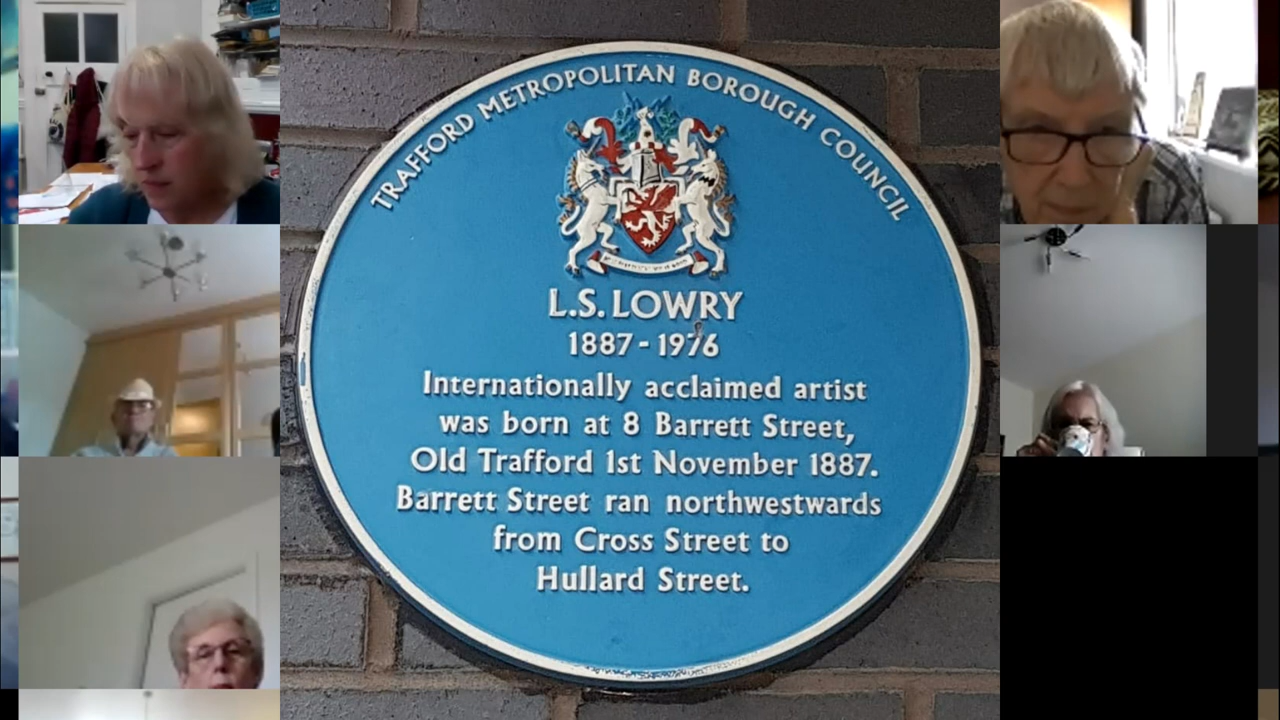 TRAFFORD METROPOLITAN BOROUGH COUNCIL
L.S. LOWRY
1887 - 1976
Internationally acclaimed artist
was born at 8 Barrett Street,
Old Trafford 1st November 1887.
Barrett Street ran northwestwards
from Cross Street to
Hullard Street.